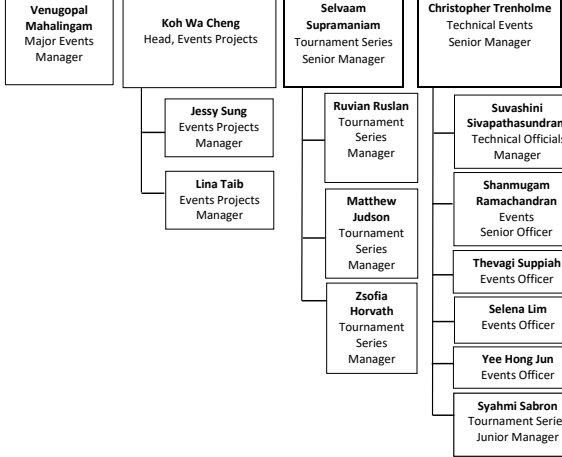 Venugopal
Mahalingam
Major Events
Manager
Koh Wa Cheng
Head, Events Projects
Selvaam
Supramaniam
Tournament Series
Senior Manager
Christopher Trenholme
Technical Events
Senior Manager
Jessy Sung
Events Projects
Manager
Lina Taib
Events Projects
Manager
Ruvian Ruslan
Tournament
Series
Manager
Matthew
Judson
Tournament
Series
Manager
Zsofia
Horvath
Tournament
Series
Manager
Suvashini
Sivapathasundram
Technical Officials
Manager
Shanmugam
Ramachandran
Events
Senior Officer
Thevagi Suppiah
Events Officer
Selena Lim
Events Officer
Yee Hong Jun
Events Officer
Syahmi Sabron
Tournament Serie
Junior Manager